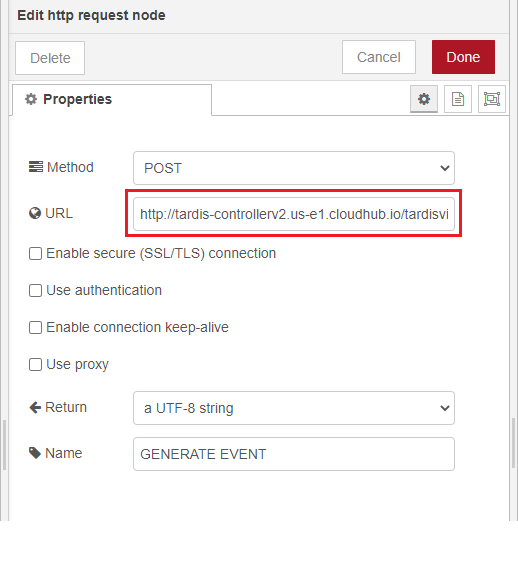 Edit http request node
Delete
Cancel
Done
Properties
Method
POST
URL
http://tardis-controllerv2.us-e1.cloudhub.io/tardisvi
Enable secure (SSL/TLS) connection
Use authentication
Enable connection keep-alive
Use proxy
Return
a UTF-8 string
Name
GENERATE EVENT